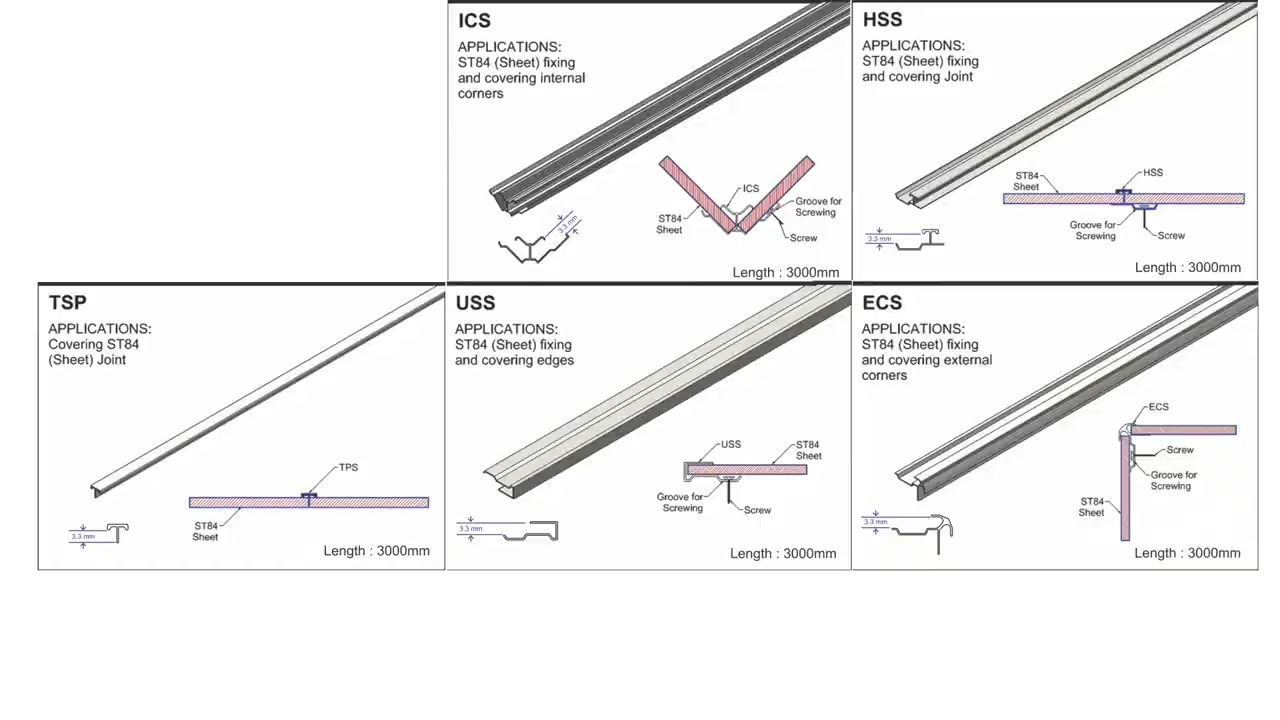 ICS
APPLICATIONS:
ST84 (Sheet) fixing
and covering internal
corners
ICS
ST84
Sheet
Groove for
Screwing
Screw
3.3 mm
Length : 3000mm
HSS
APPLICATIONS:
ST84 (Sheet) fixing
and covering Joint
ST84
Sheet
HSS
Groove for
Screwing
Screw
3.3 mm
Length : 3000mm
TSP
APPLICATIONS:
Covering ST84
(Sheet) Joint
TPS
ST84
Sheet
3.3 mm
Length : 3000mm
USS
APPLICATIONS:
ST84 (Sheet) fixing
and covering edges
USS
ST84
Sheet
Groove for
Screwing
Screw
3.3 mm
Length : 3000mm
ECS
APPLICATIONS:
ST84 (Sheet) fixing
and covering external
corners
ECS
Screw
Groove for
Screwing
ST84
Sheet
3.3 mm
Length : 3000mm